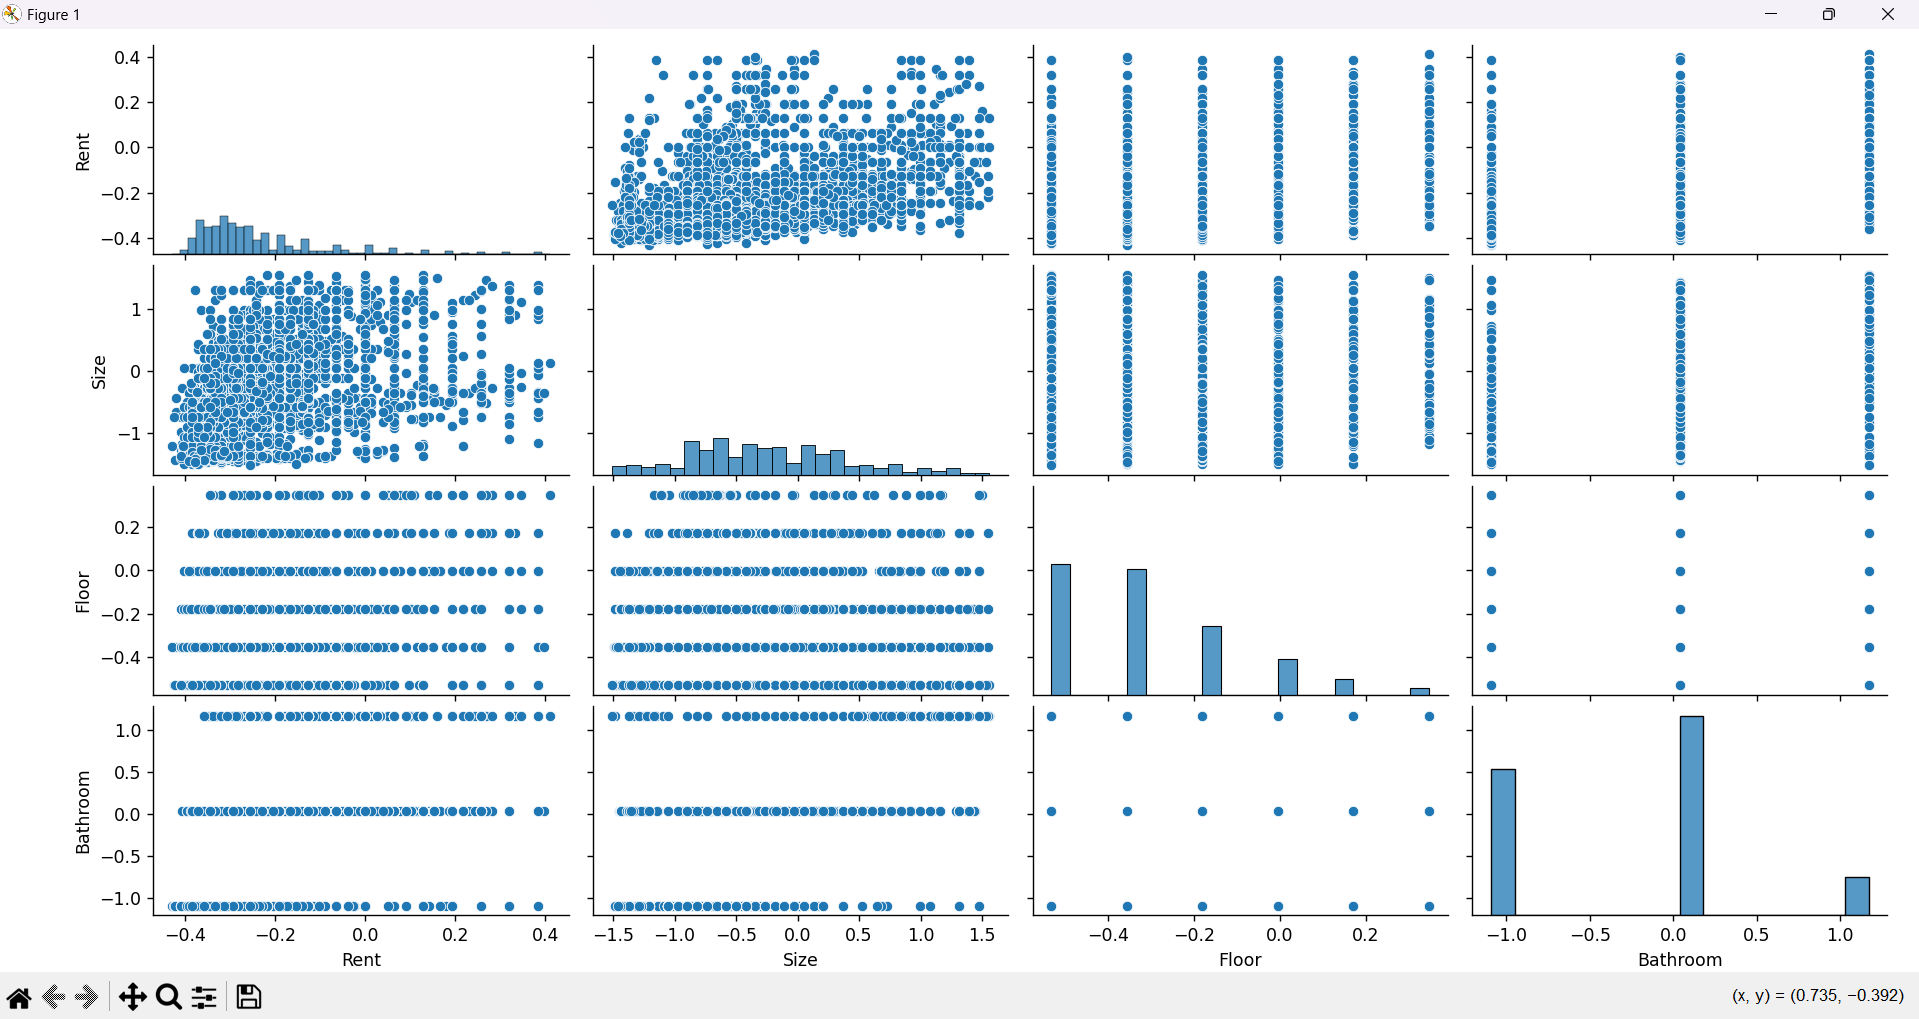 Figure 1
0.4
0.2
0.0
−0.2
−0.4
Rent
1
0
−1
Size
0.2
0.0
−0.2
−0.4
Floor
1.0
0.5
0.0
−0.5
−1.0
Bathroom
−0.4 −0.2 0.0 0.2 0.4
Rent
−1.5 −1.0 −0.5 0.0 0.5 1.0 1.5
Size
−0.4 −0.2 0.0 0.2
Floor
−1.0 −0.5 0.0 0.5 1.0
Bathroom
(x, y) = (0.735, −0.392)